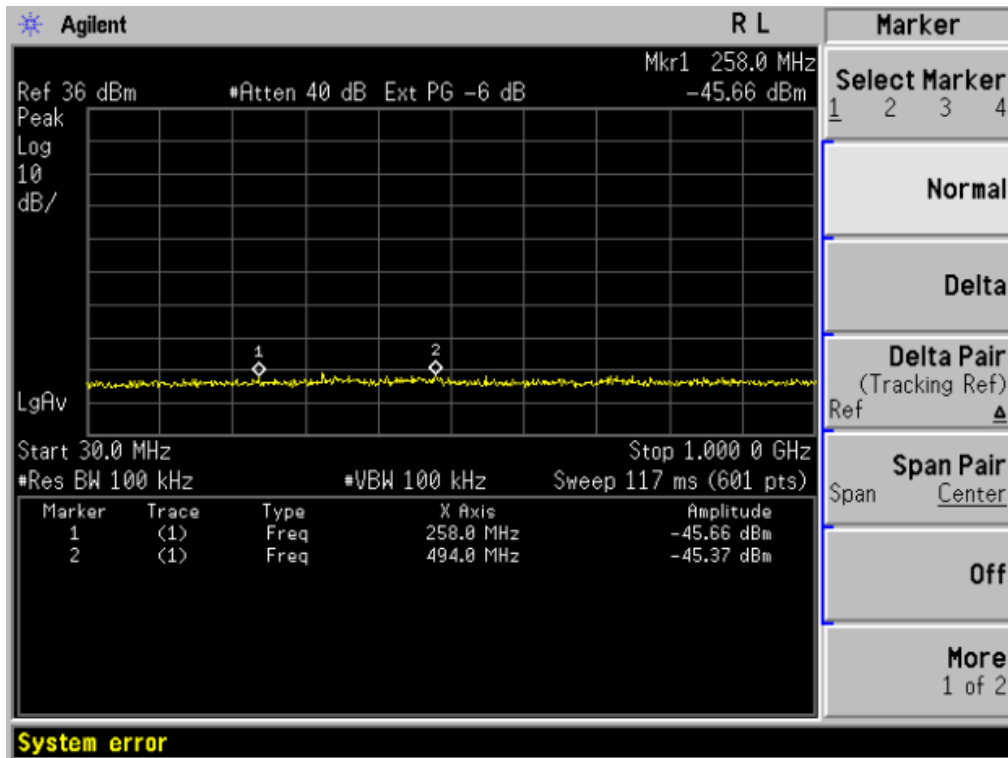 Agilent R L Marker
Mkr1 258.0 MHz
Ref 36 dBm #Atten 40 dB Ext PG -6 dB -45.66 dBm
Peak
Log
10
dB/
1 2
LgAv
Start 30.0 MHz Stop 1.000 0 GHz
#Res BW 100 kHz #VBW 100 kHz Sweep 117 ms (601 pts)
Marker Trace Type X Axis Amplitude
1 (1) Freq 258.0 MHz -45.66 dBm
2 (1) Freq 494.0 MHz -45.37 dBm
Select Marker
1 2 3 4
Normal
Delta
Delta Pair
(Tracking Ref)
Ref Δ
Span Pair
Span Center
Off
More
1 of 2
System error